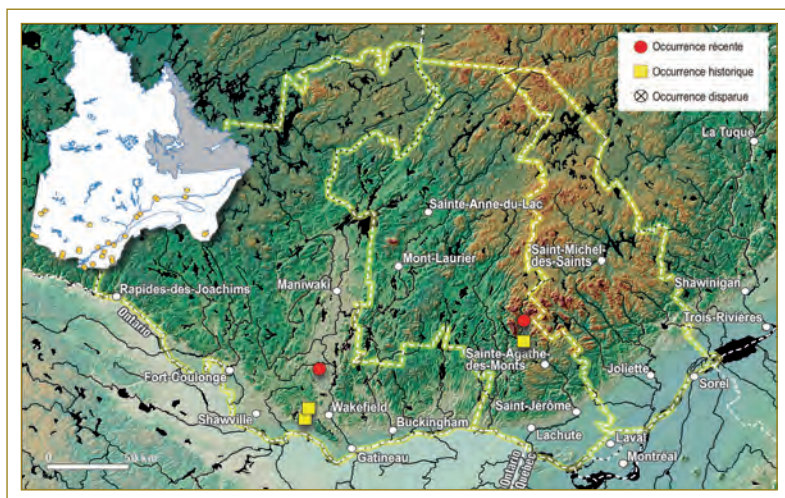 Occurrence récente
Occurrence historique
Occurrence disparue
La Tuque
Sainte-Anne-du-Lac
Saint-Michel
des-Saints
Mont-Laurier
Maniwaki
Rapides-des-Joachims
Shawinigan
Ontario
Trois-Rivières
Sainte-Agathe
des-Monts
Joliette
Fort-Coulonge
Sorel
Shawville
Wakefield
Saint-Jérôme
Buckingham
Lachute
Laval
Gatineau
Montréal
Ontario
Québec
0 50 km